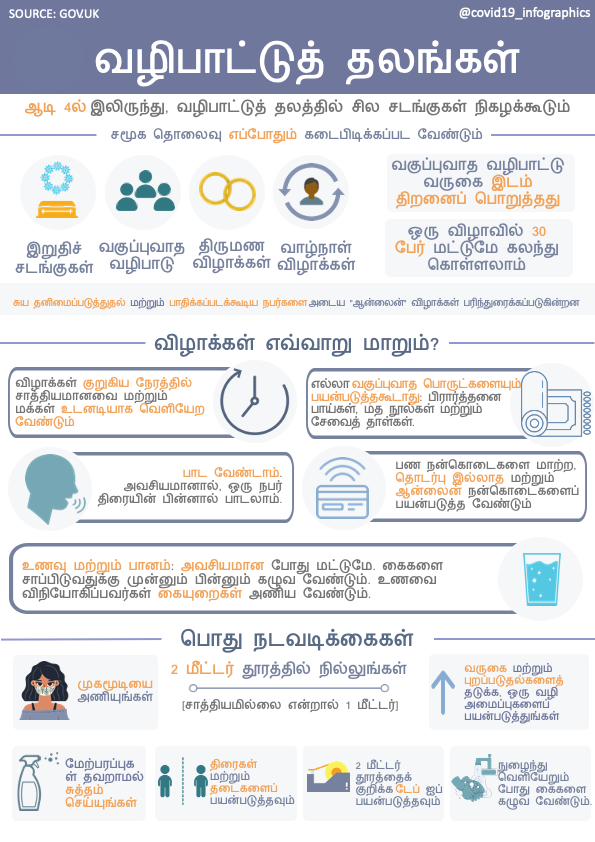 SOURCE: GOV.UK
@covid19_infographics
வழிபாட்டுத் தலங்கள்
ஆடி 4ல் இலிருந்து, வழிபாட்டுத் தலத்தில் சில சடங்குகள் நிகழக்கூடும்
சமூக தொலைவு எப்போதும் கடைபிடிக்கப்பட வேண்டும்
இறுதிச்
சடங்குகள்
வகுப்புவாத
வழிபாடு
திருமண
விழாக்கள்
வாழ்நாள்
விழாக்கள்
வகுப்புவாத வழிபாட்டு
வருகை இடம்
திறனைப் பொறுத்தது
ஒரு விழாவில் 30
பேர் மட்டுமே கலந்து
கொள்ளலாம்
சுய தனிமைப்படுத்துதல் மற்றும் பாதிக்கப்படக்கூடிய நபர்களை அடைய "ஆன்லைன்" விழாக்கள் பரிந்துரைக்கப்படுகின்றன
விழாக்கள் எவ்வாறு மாறும்?
விழாக்கள் குறுகிய நேரத்தில்
சாத்தியமானவை மற்றும்
மக்கள் உடனடியாக வெளியேற
வேண்டும்
எல்லா வகுப்புவாத பொருட்களையும்
பயன்படுத்தகூடாது: பிரார்த்தனை
பாய்கள், மத நூல்கள் மற்றும்
சேவைத் தாள்கள்.
பாட வேண்டாம்.
அவசியமானால், ஒரு நபர்
திரையின் பின்னால் பாடலாம்.
பண நன்கொடைகளை மாற்ற,
தொடர்பு இல்லாத மற்றும்
ஆன்லைன் நன்கொடைகளைப்
பயன்படுத்த வேண்டும்
உணவு மற்றும் பானம்: அவசியமான போது மட்டுமே. கைகளை
சாப்பிடுவதுக்கு முன்னும் பின்னும் கழுவ வேண்டும். உணவை
விநியோகிப்பவர்கள் கையுறைகள் அணிய வேண்டும்.
பொது நடவடிக்கைகள்
முகமூடியை
அணியுங்கள்
2 மீட்டர் தூரத்தில் நில்லுங்கள்
[சாத்தியமில்லை என்றால் 1 மீட்டர்]
வருகை மற்றும்
புறப்படுதல்களைத்
தடுக்க, ஒரு வழி
அமைப்புகளைப்
பயன்படுத்துங்கள்
மேற்பரப்புக
ள் தவறாமல்
சுத்தம்
செய்யுங்கள்
திரைகள்
மற்றும்
தடைகளைப்
பயன்படுத்தவும்
2 மீட்டர்
தூரத்தைக்
குறிக்க டேப் ஐப்
பயன்படுத்தவும்
நுழைந்து
வெளியேறும்
போது கைகளை
கழுவ வேண்டும்.